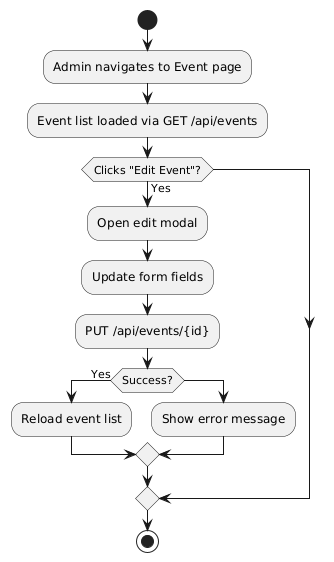 Admin navigates to Event page
Event list loaded via GET /api/events
Clicks "Edit Event"?
Yes
Open edit modal
Update form fields
PUT /api/events/{id}
Yes
Success?
Reload event list
Show error message